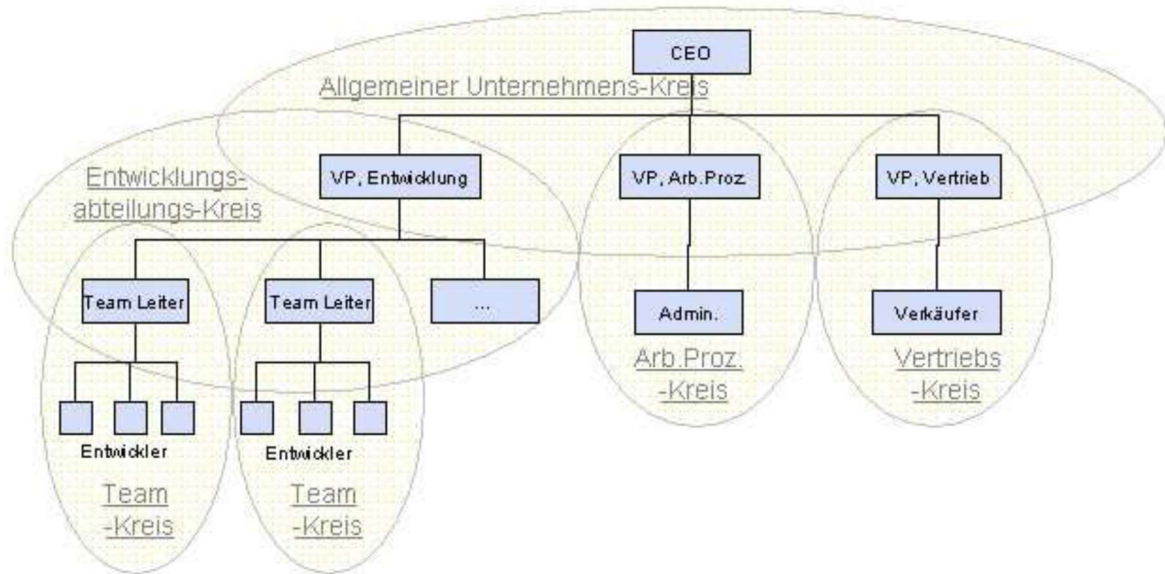 CEO
Allgemeiner Unternehmens-Kreis
Entwicklungs-
abteilungs-Kreis
VP, Entwicklung
VP, Arb.Proz.
VP, Vertrieb
Team Leiter
Team Leiter
...
Admin.
Verkäufer
Arb.Proz.
-Kreis
Vertriebs
-Kreis
Entwickler
Entwickler
Team
-Kreis
Team
-Kreis